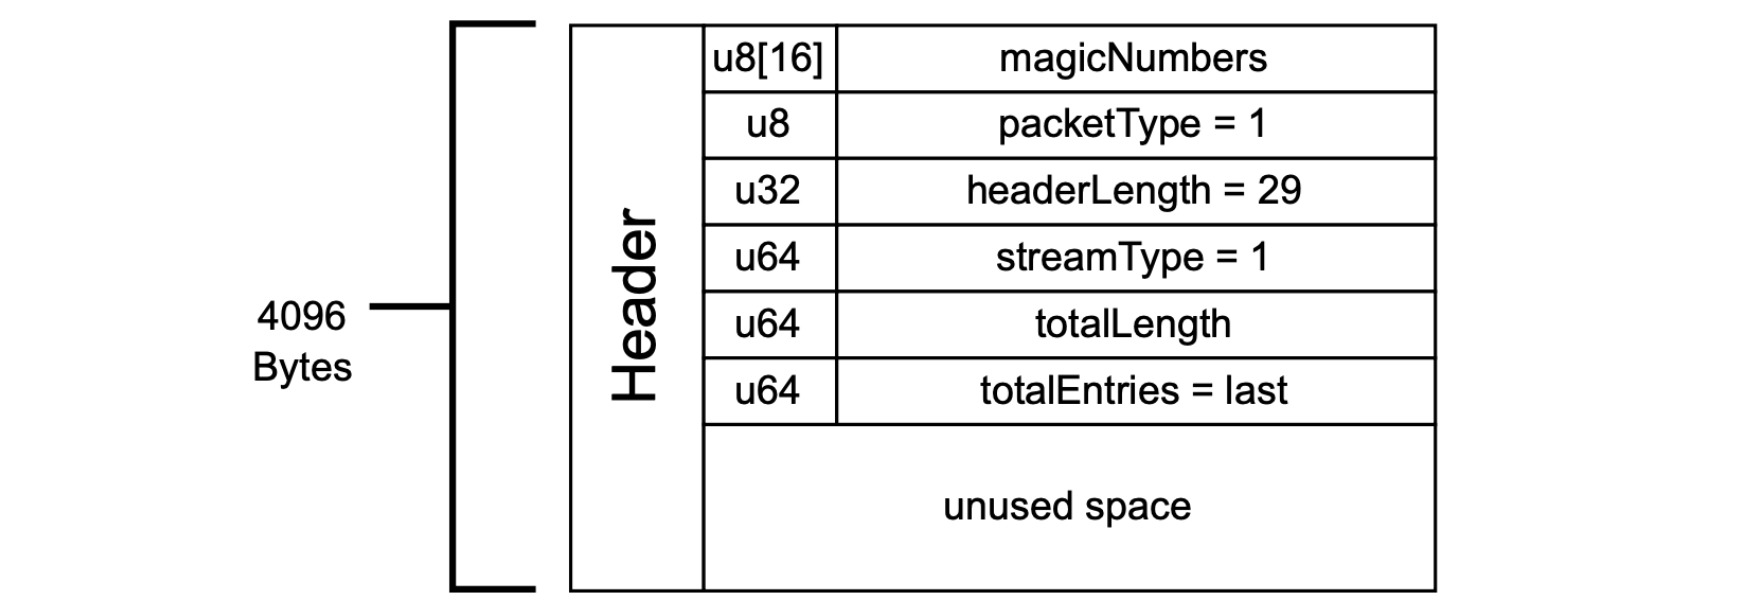 4096
Bytes
Header
u8[16] magicNumbers
u8 packetType = 1
u32 headerLength = 29
u64 streamType = 1
u64 totalLength
u64 totalEntries = last
unused space